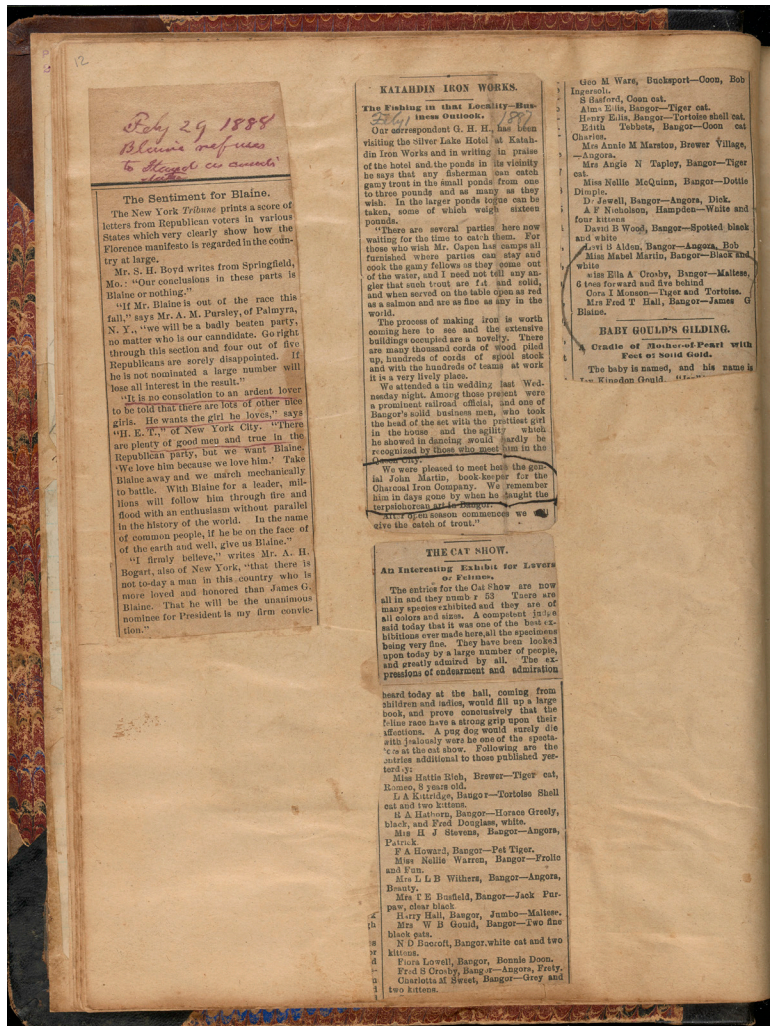 12
Feby 29 1888
Blaine refuses
to Stand as
The Sentiment for Blaine.
The New York Tribune prints a score of
letters from Republican voters in various
States which very clearly show how the
Florence manifesto is regarded in the coun-
try at large.
Mr. S. H. Boyd writes from Springfield,
Mo.: "Our conclusions in these parts is
Blaine or nothing."
"If Mr. Blaine is out of the race this
fall," says Mr. A. M. Pursley, of Palmyra,
N. Y., "we will be a badly beaten party,
no matter who is our canndidate. Go right
through this section and four out of five
Republicans are sorely disappointed. If
he is not nominated a large number will
lose all interest in the result."
"It is no consolation to an ardent lover
to be told that there are lots of other nice
girls. He wants the girl he loves," says
"H. E. T.," of New York City. "There
are plenty of good men and true in the
Republican party, but we want Blaine.
'We love him because we love him.' Take
Blaine away and we march mechanically
to battle. With Blaine for a leader, mil-
lions will follow him through fire and
flood with an enthusiasm without parallel
in the history of the world. In the name
of common people, if he be on the face of
of the earth and well, give us Blaine."
"I firmly believe," writes Mr. A. H.
Bogart, also of New York, "that there is
not to-day a man in this country who is
more loved and honored than James G.
Blaine. That he will be the unanimous
nominee for President is my firm convic-
tion."
KATAHDIN IRON WORKS.
The Fishing in that Locality—Bus-
iness Outlook.
Feby 1887
Our correspondent G. H. H., has been
visiting the Silver Lake Hotel at Katah-
din Iron Works and in writing in praise
of the hotel and the ponds in its vicinity
he says that any fisherman can catch
gamy trout in the small ponds from one
to three pounds and as many as they
wish. In the larger ponds togue can be
taken, some of which weigh sixteen
pounds.
"There are several parties here now
waiting for the time to catch them. For
those who wish Mr. Capen has camps all
furnished where parties can stay and
cook the gamy fellows as they come out
of the water, and I need not tell any an-
gler that such trout are fat and solid,
and when served on the table open as red
as a salmon and are as fine as any in the
world.
The process of making iron is worth
coming here to see and the extensive
buildings occupied are a novelty. There
are many thousand cords of wood piled
up, hundreds of cords of spool stock
and with the hundreds of teams at work
it is a very lively place.
We attended a tin wedding last Wed-
nesday night. Among those present were
a prominent railroad official, and one of
Bangor's solid business men, who took
the head of the set with the prettiest girl
in the house and the agility which
he showed in dancing would hardly be
recognized by those who meet him in the
Queen City.
We were pleased to meet here the gen-
ial John Martin, book-keeper for the
Charcoal Iron Company. We remember
him in days gone by when he taught the
terpsichorean art in Bangor.
After open season commences we
give the catch of trout."
THE CAT SHOW.
An Interesting Exhibit for Lovers
of Felines.
The entries for the Cat Show are now
all in and they numb r 53 There are
many species exhibited and they are of
all colors and sizes. A competent judge
said today that it was one of the best ex-
hibitions ever made here, all the specimens
being very fine. They have been looked
upon today by a large number of people,
and greatly admired by all. The ex-
pressions of endearment and admiration
heard today at the hall, coming from
children and ladies, would fill up a large
book, and prove conclusively that the
feline race have a strong grip upon their
affections. A pug dog would surely die
with jealously were he one of the specta-
tors at the cat show. Following are the
entries additional to those published yes-
terday:
Miss Hattie Rich, Brewer—Tiger cat,
Romeo, 8 years old.
L A Kittridge, Bangor—Tortoise Shell
cat and two kittens.
R A Hathorn, Bangor—Horace Greely,
black, and Fred Douglass, white.
Mrs H J Stevens, Bangor—Angora,
Patrick.
F A Howard, Bangor—Pet Tiger.
Miss Nellie Warren, Bangor—Frolic
and Fun.
Mrs L L B Withers, Bangor—Angora,
Beauty.
Mrs T E Busfield, Bangor—Jack Pur-
paw, clear black
Harry Hall, Bangor, Jumbo—Maltese.
Mrs W B Gould, Bangor—Two fine
black cats.
N D Bocroft, Bangor, white cat and two
kittens.
Flora Lowell, Bangor, Bonnie Doon.
Fred S Crosby, Bangor—Angora, Frety.
Charlotta M Sweet, Bangor—Grey and
two kittens.
Geo M Ware, Bucksport—Coon, Bob
Ingersoll.
S Basford, Coon cat.
Alma Ellis, Bangor—Tiger cat.
Henry Ellis, Bangor—Tortoise shell cat.
Edith Tebbets, Bangor—Coon cat
Charles.
Mrs Annie M Marston, Brewer Village,
—Angora.
Mrs Angie N Tapley, Bangor—Tiger
cat.
Miss Nellie McQuinn, Bangor—Dottie
Dimple.
Dr Jewell, Bangor—Angora, Dick.
A F Nicholson, Hampden—White and
four kittens
David B Wood, Bangor—Spotted black
and white
Levi B Alden, Bangor—Angora, Bob
Miss Mabel Martin, Bangor—Black and
white
Miss Ella A Crosby, Bangor—Maltese,
6 toes forward and five behind
Cora I Monson—Tiger and Tortoise.
Mrs Fred T Hall, Bangor—James G
Blaine.
BABY GOULD'S GILDING.
Cradle of Mother-of-Pearl with
Feet of Solid Gold.
The baby is named, and his name is
Kingdon Gould.